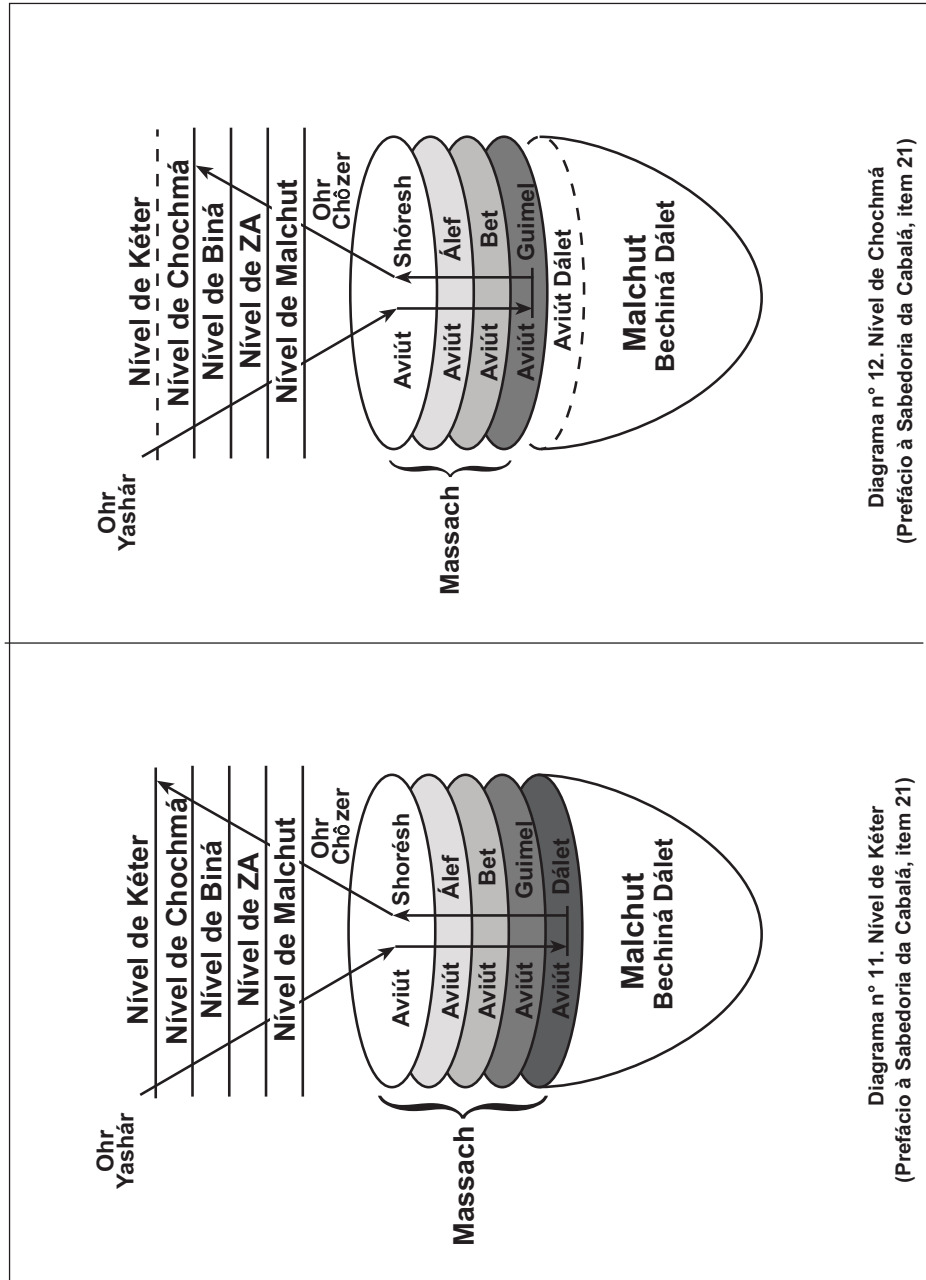 Ohr
Yashár
Nível de Kéter
Nível de Chochmá
Nível de Biná
Nível de ZA
Nível de Malchut
Ohr
Chôzer
Massach
Aviút Shorésh
Aviút Álef
Aviút Bet
Aviút Guimel
Aviút Dálet
Malchut
Bechiná Dálet
Diagrama n° 11. Nível de Kéter
(Prefácio à Sabedoria da Cabalá, item 21)
Ohr
Yashár
Nível de Kéter
Nível de Chochmá
Nível de Biná
Nível de ZA
Nível de Malchut
Ohr
Chôzer
Massach
Aviút Shóresh
Aviút Álef
Aviút Bet
Aviút Guimel
Aviút Dálet
Malchut
Bechiná Dálet
Diagrama n° 12. Nível de Chochmá
(Prefácio à Sabedoria da Cabalá, item 21)